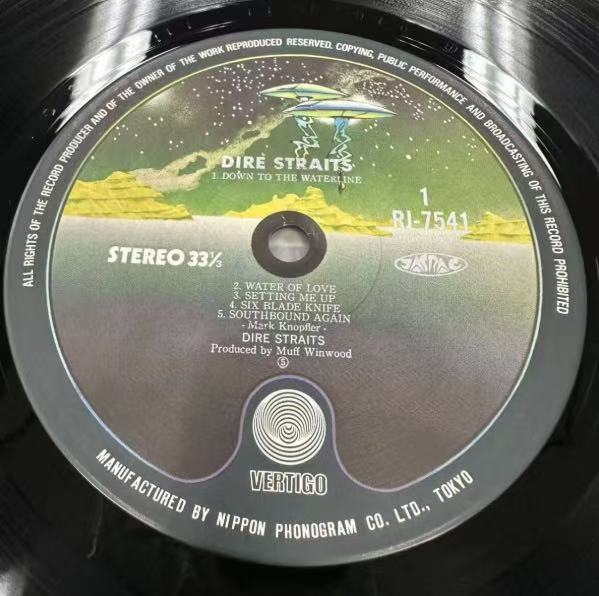 ALL RIGHTS OF THE RECORD PRODUCER AND OF THE OWNER OF THE WORK REPRODUCED RESERVED. COPYING, PUBLIC PERFORMANCE AND BROADCASTING OF THIS RECORD PROHIBITED
DIRE STRAITS
1. DOWN TO THE WATERLINE
1
RJ-7541
STEREO 33⅓
JASRAC
2. WATER OF LOVE
3. SETTING ME UP
4. SIX BLADE KNIFE
5. SOUTHBOUND AGAIN
- Mark Knopfler -
DIRE STRAITS
Produced by Muff Winwood
Ⓢ
VERTIGO
MANUFACTURED BY NIPPON PHONOGRAM CO. LTD., TOKYO